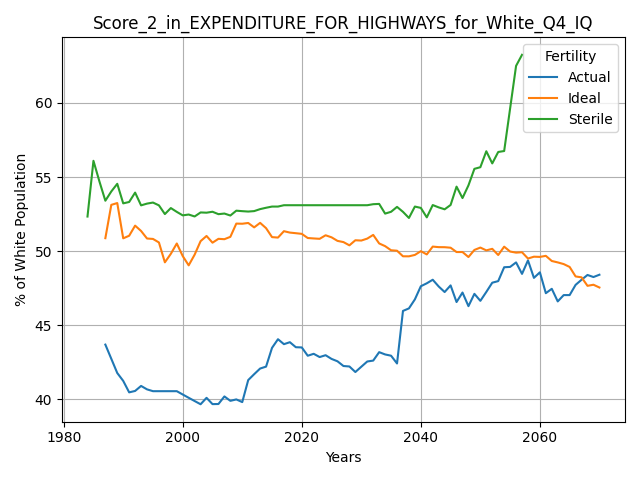 Score_2_in_EXPENDITURE_FOR_HIGHWAYS_for_White_Q4_IQ
Fertility
Actual
Ideal
Sterile
% of White Population
60
55
50
45
40
1980
2000
2020
2040
2060
Years